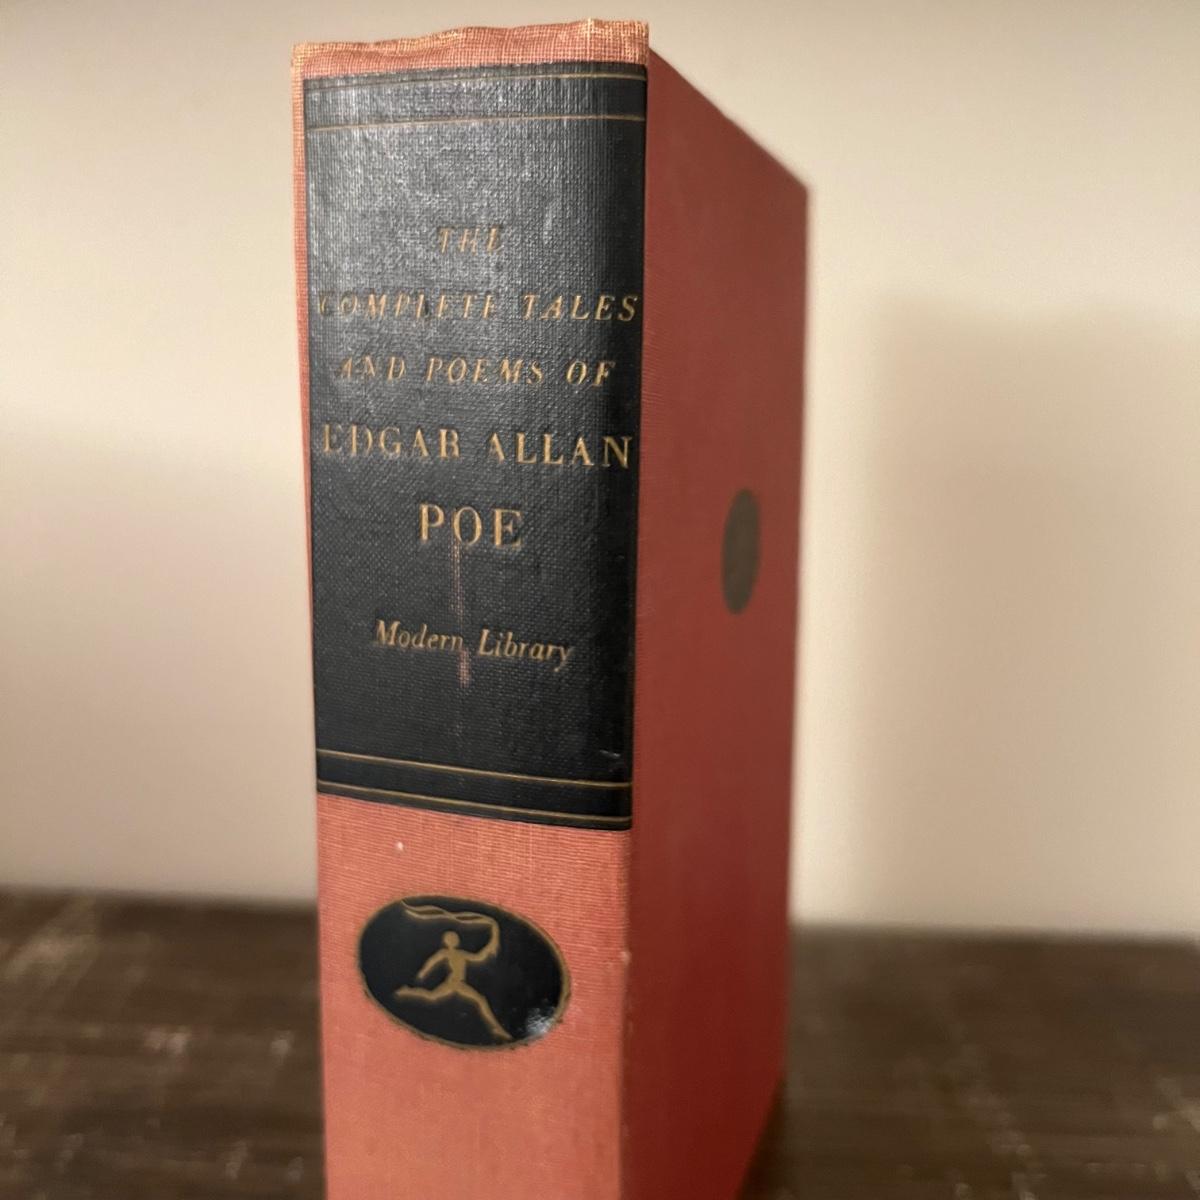 THE
COMPLETE TALES
AND POEMS OF
EDGAR ALLAN
POE
Modern Library